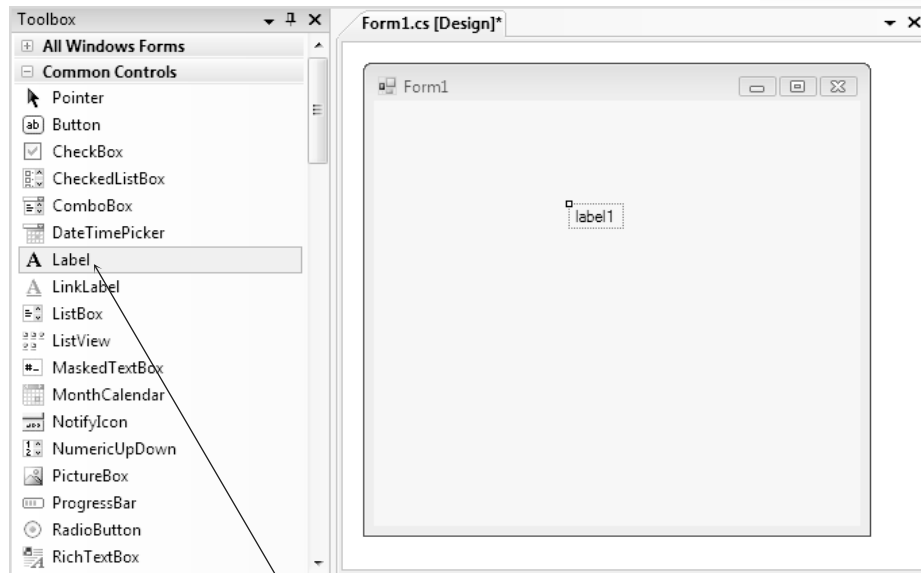 Toolbox
All Windows Forms
Common Controls
Pointer
ab Button
CheckBox
CheckedListBox
ComboBox
DateTimePicker
A Label
A LinkLabel
ListBox
ListView
#_ MaskedTextBox
MonthCalendar
NotifyIcon
NumericUpDown
PictureBox
ProgressBar
RadioButton
RichTextBox
Form1.cs [Design]*
Form1
label1